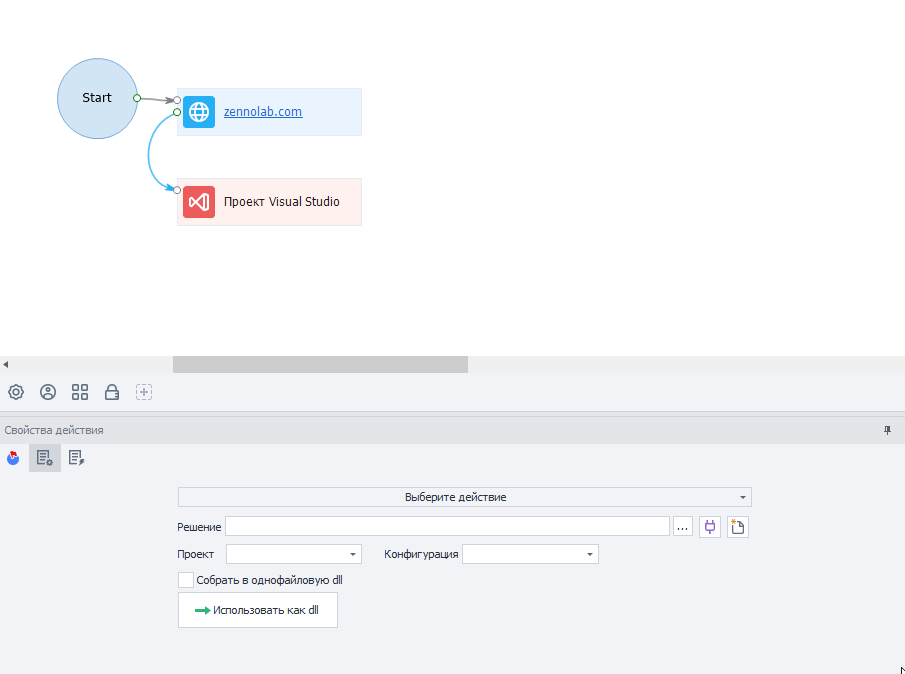 Start
zennolab.com
Проект Visual Studio
Свойства действия
Выберите действие
Решение
...
Проект
Конфигурация
Собрать в однофайловую dll
Использовать как dll